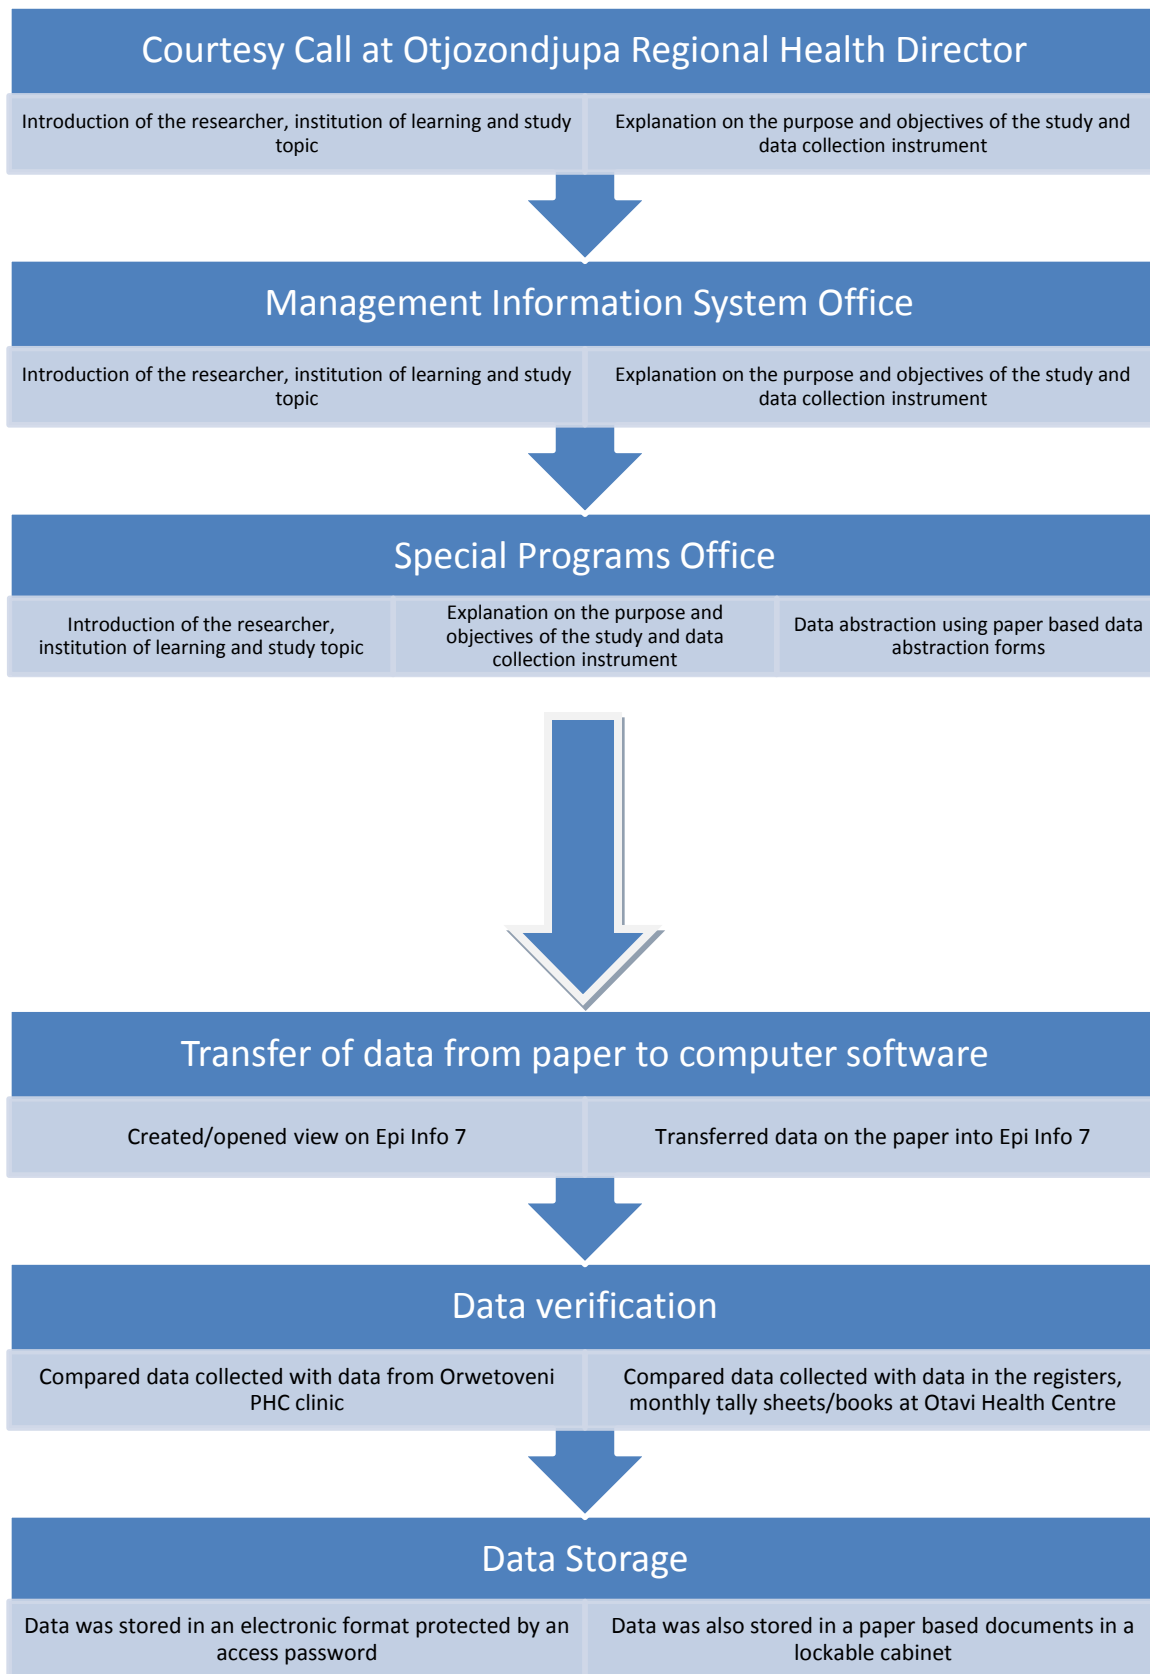 Courtesy Call at Otjozondjupa Regional Health Director
Introduction of the researcher, institution of learning and study
topic
Explanation on the purpose and objectives of the study and
data collection instrument
Management Information System Office
Introduction of the researcher, institution of learning and study
topic
Explanation on the purpose and objectives of the study and
data collection instrument
Special Programs Office
Introduction of the researcher,
institution of learning and study topic
Explanation on the purpose and
objectives of the study and data
collection instrument
Data abstraction using paper based data
abstraction forms
Transfer of data from paper to computer software
Created/opened view on Epi Info 7
Transferred data on the paper into Epi Info 7
Data verification
Compared data collected with data from Orwetoveni
PHC clinic
Compared data collected with data in the registers,
monthly tally sheets/books at Otavi Health Centre
Data Storage
Data was stored in an electronic format protected by an
access password
Data was also stored in a paper based documents in a
lockable cabinet